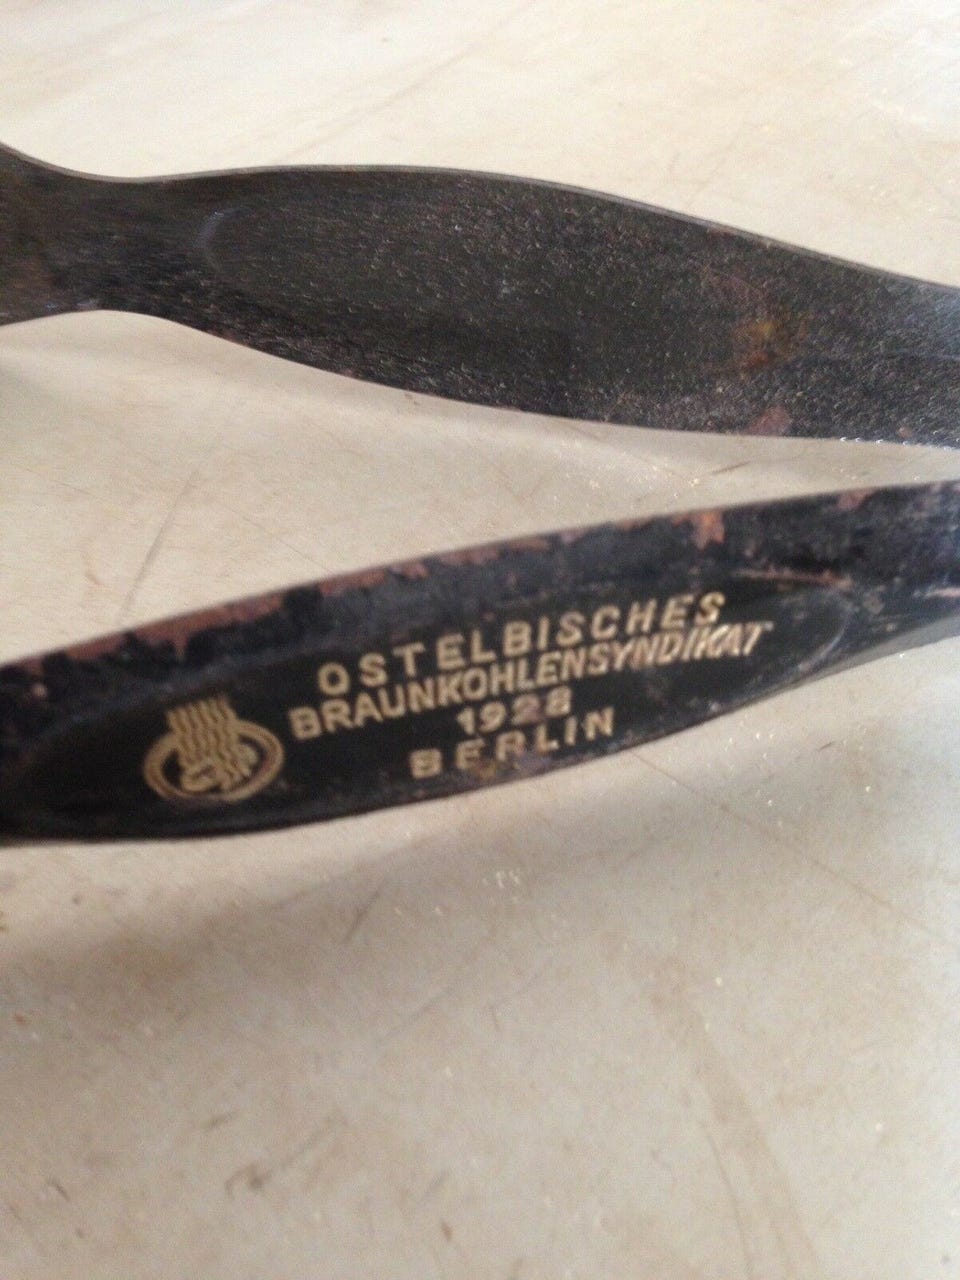 OSTELBISCHES
BRAUNKOHLENSYNDIKAT
1928
BERLIN